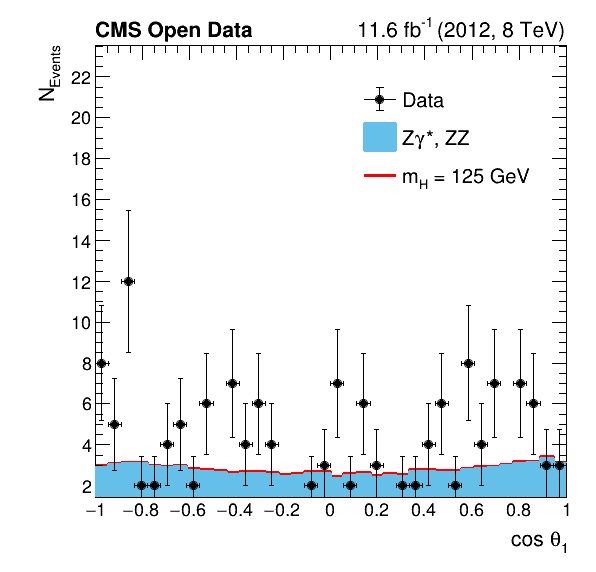 CMS Open Data 11.6 fb⁻¹ (2012, 8 TeV)
N_Events
22
20
18
16
14
12
10
8
6
4
2
Data
Zγ*, ZZ
m_H = 125 GeV
−1 −0.8 −0.6 −0.4 −0.2 0 0.2 0.4 0.6 0.8 1
cos θ₁